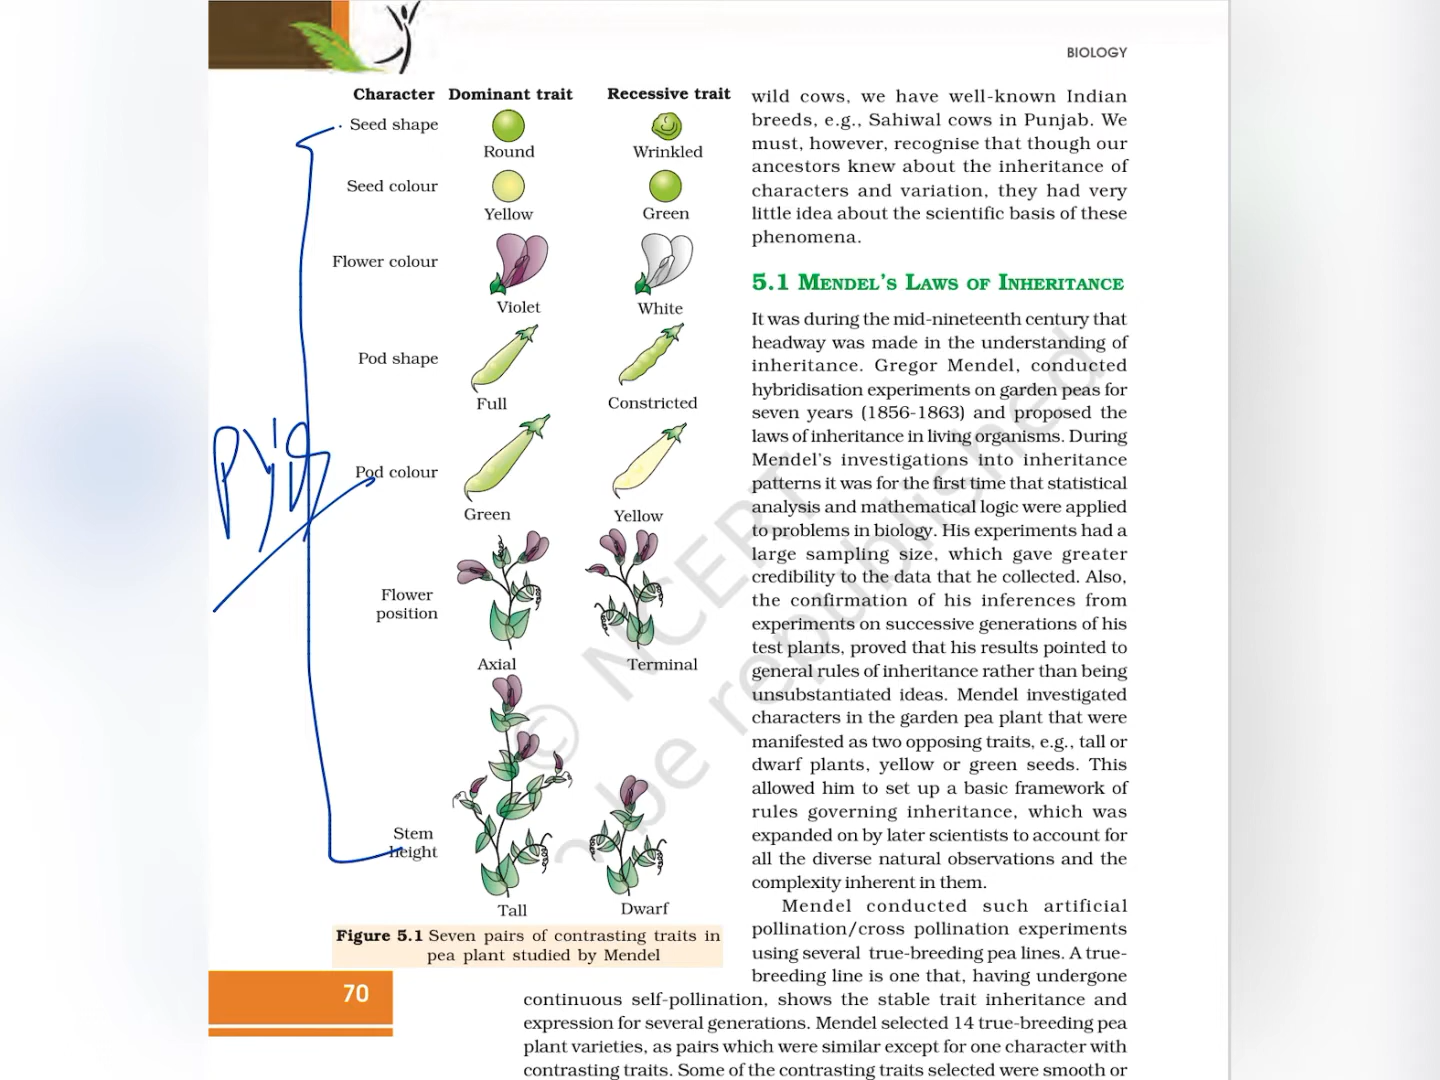 BIOLOGY
Character Dominant trait Recessive trait
Seed shape
Round Wrinkled
Seed colour
Yellow Green
Flower colour
Violet White
Pod shape
Full Constricted
Pod colour
Green Yellow
Flower
position
Axial Terminal
Stem
height
Tall Dwarf
Figure 5.1 Seven pairs of contrasting traits in
pea plant studied by Mendel
70
wild cows, we have well-known Indian
breeds, e.g., Sahiwal cows in Punjab. We
must, however, recognise that though our
ancestors knew about the inheritance of
characters and variation, they had very
little idea about the scientific basis of these
phenomena.
5.1 MENDEL'S LAWS OF INHERITANCE
It was during the mid-nineteenth century that
headway was made in the understanding of
inheritance. Gregor Mendel, conducted
hybridisation experiments on garden peas for
seven years (1856-1863) and proposed the
laws of inheritance in living organisms. During
Mendel's investigations into inheritance
patterns it was for the first time that statistical
analysis and mathematical logic were applied
to problems in biology. His experiments had a
large sampling size, which gave greater
credibility to the data that he collected. Also,
the confirmation of his inferences from
experiments on successive generations of his
test plants, proved that his results pointed to
general rules of inheritance rather than being
unsubstantiated ideas. Mendel investigated
characters in the garden pea plant that were
manifested as two opposing traits, e.g., tall or
dwarf plants, yellow or green seeds. This
allowed him to set up a basic framework of
rules governing inheritance, which was
expanded on by later scientists to account for
all the diverse natural observations and the
complexity inherent in them.
Mendel conducted such artificial
pollination/cross pollination experiments
using several true-breeding pea lines. A true-
breeding line is one that, having undergone
continuous self-pollination, shows the stable trait inheritance and
expression for several generations. Mendel selected 14 true-breeding pea
plant varieties, as pairs which were similar except for one character with
contrasting traits. Some of the contrasting traits selected were smooth or
© NCERT
be republished